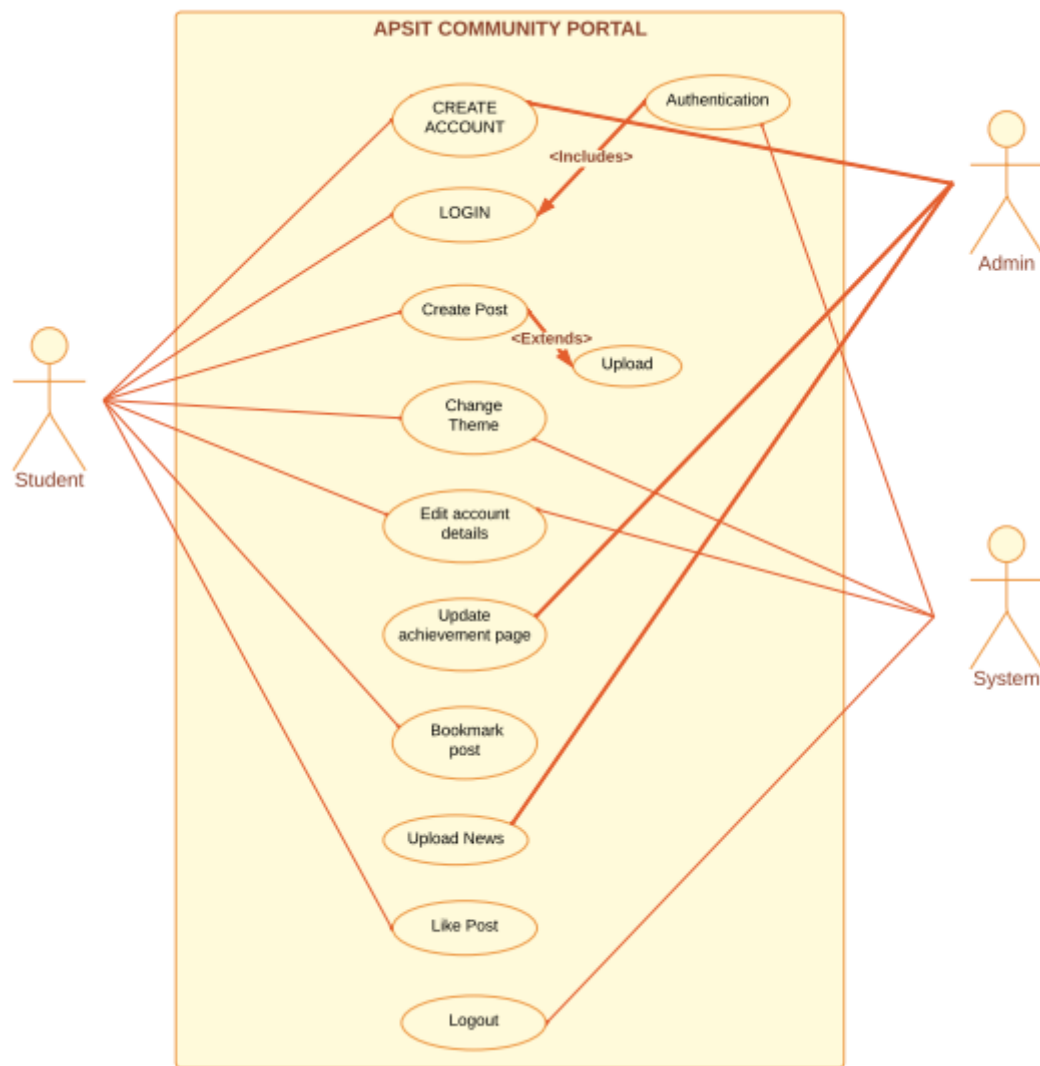 APSIT COMMUNITY PORTAL
CREATE
ACCOUNT
Authentication
<Includes>
LOGIN
Admin
Create Post
<Extends>
Upload
Change
Theme
Student
Edit account
details
Update
achievement page
System
Bookmark
post
Upload News
Like Post
Logout